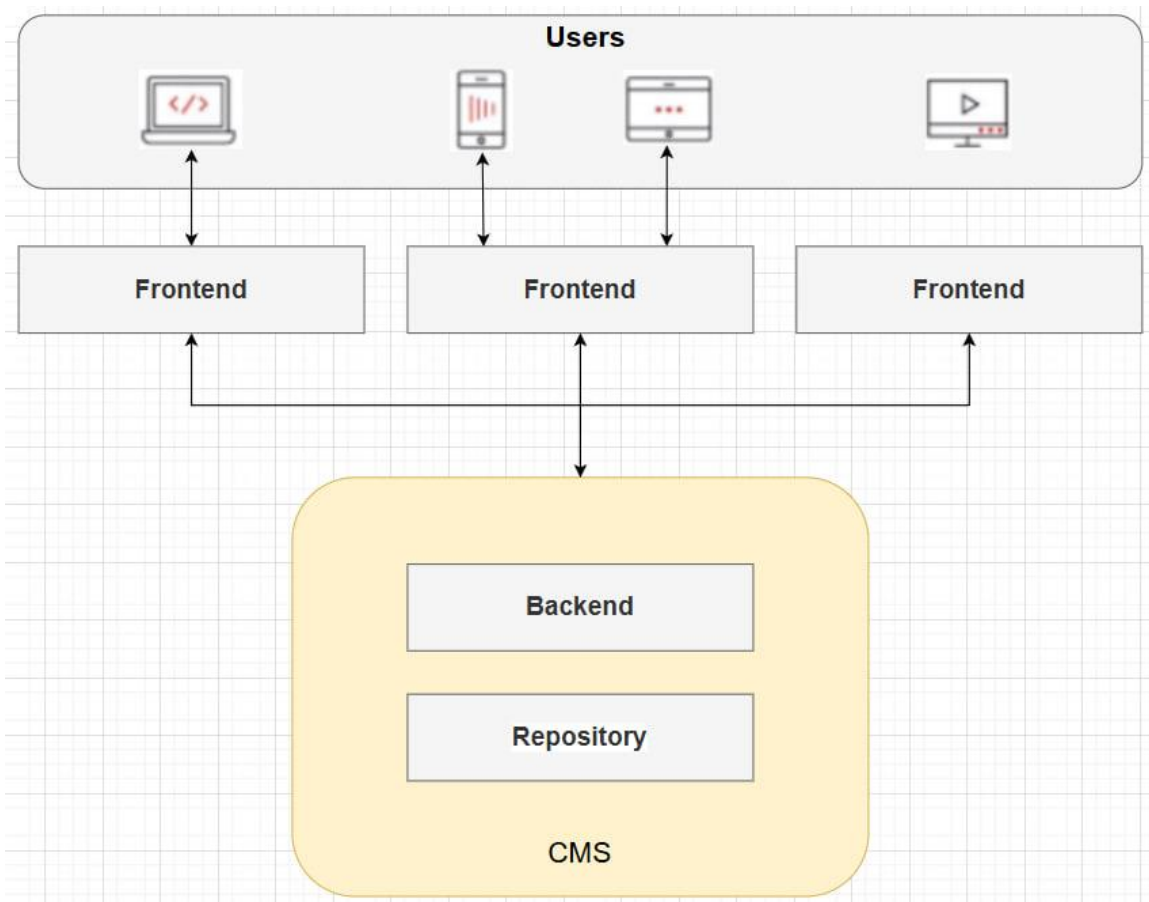 Users
</>
Frontend
Frontend
Frontend
Backend
Repository
CMS